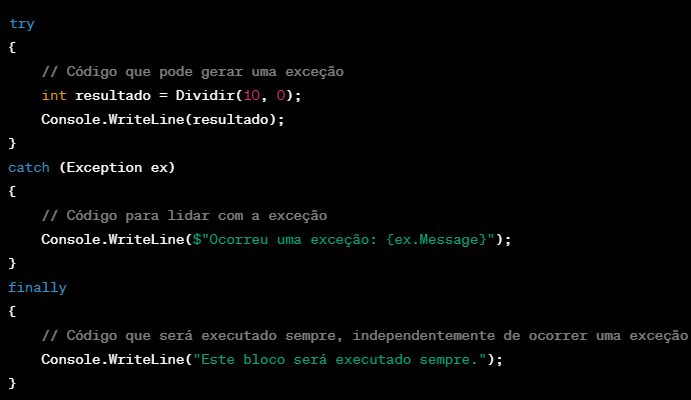 try
{
    // Código que pode gerar uma exceção
    int resultado = Dividir(10, 0);
    Console.WriteLine(resultado);
}
catch (Exception ex)
{
    // Código para lidar com a exceção
    Console.WriteLine($"Ocorreu uma exceção: {ex.Message}");
}
finally
{
    // Código que será executado sempre, independentemente de ocorrer uma exceção
    Console.WriteLine("Este bloco será executado sempre.");
}